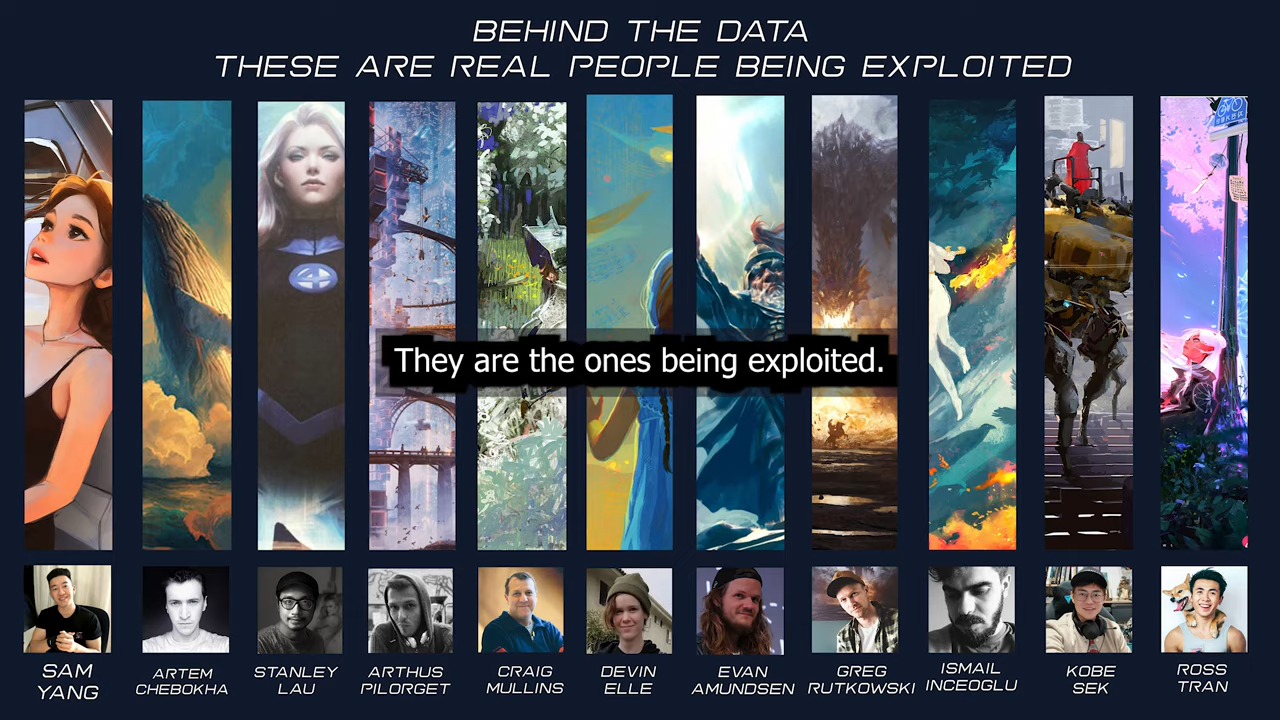 BEHIND THE DATA
THESE ARE REAL PEOPLE BEING EXPLOITED
4
They are the ones being exploited.
SAM
YANG
ARTEM
CHEBOKHA
STANLEY
LAU
ARTHUS
PILORGET
CRAIG
MULLINS
DEVIN
ELLE
EVAN
AMUNDSEN
GREG
RUTKOWSKI
ISMAIL
INCEOGLU
KOBE
SEK
ROSS
TRAN